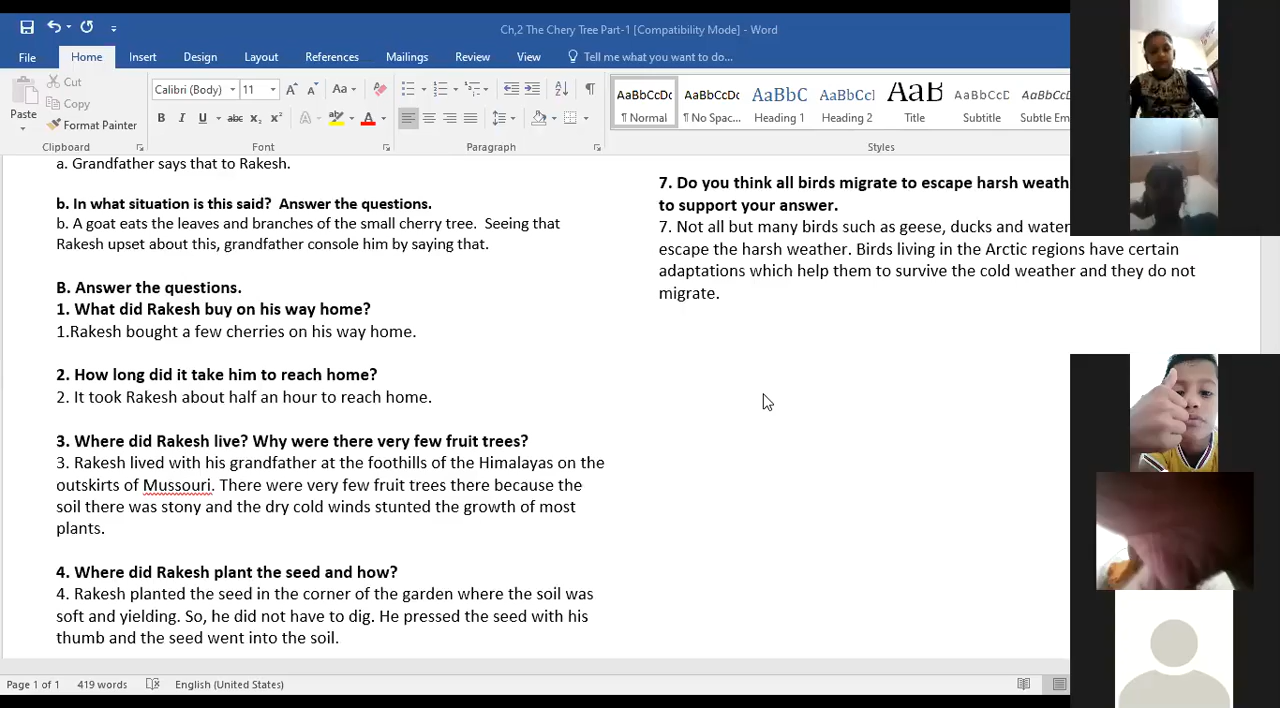 Ch,2 The Chery Tree Part-1 [Compatibility Mode] - Word
File Home Insert Design Layout References Mailings Review View Tell me what you want to do...
Cut
Copy
Format Painter
Paste
Clipboard
Calibri (Body) 11
Font
Paragraph
AaBbCcDc AaBbCcDc AaBbC AaBbCcI AaB AaBbCcD AaBbCcD
¶ Normal ¶ No Spac... Heading 1 Heading 2 Title Subtitle Subtle Em
Styles
a. Grandfather says that to Rakesh.
b. In what situation is this said? Answer the questions.
b. A goat eats the leaves and branches of the small cherry tree. Seeing that
Rakesh upset about this, grandfather console him by saying that.
B. Answer the questions.
1. What did Rakesh buy on his way home?
1.Rakesh bought a few cherries on his way home.
2. How long did it take him to reach home?
2. It took Rakesh about half an hour to reach home.
3. Where did Rakesh live? Why were there very few fruit trees?
3. Rakesh lived with his grandfather at the foothills of the Himalayas on the
outskirts of Mussouri. There were very few fruit trees there because the
soil there was stony and the dry cold winds stunted the growth of most
plants.
4. Where did Rakesh plant the seed and how?
4. Rakesh planted the seed in the corner of the garden where the soil was
soft and yielding. So, he did not have to dig. He pressed the seed with his
thumb and the seed went into the soil.
7. Do you think all birds migrate to escape harsh weath
to support your answer.
7. Not all but many birds such as geese, ducks and water
escape the harsh weather. Birds living in the Arctic regions have certain
adaptations which help them to survive the cold weather and they do not
migrate.
Page 1 of 1 419 words English (United States)